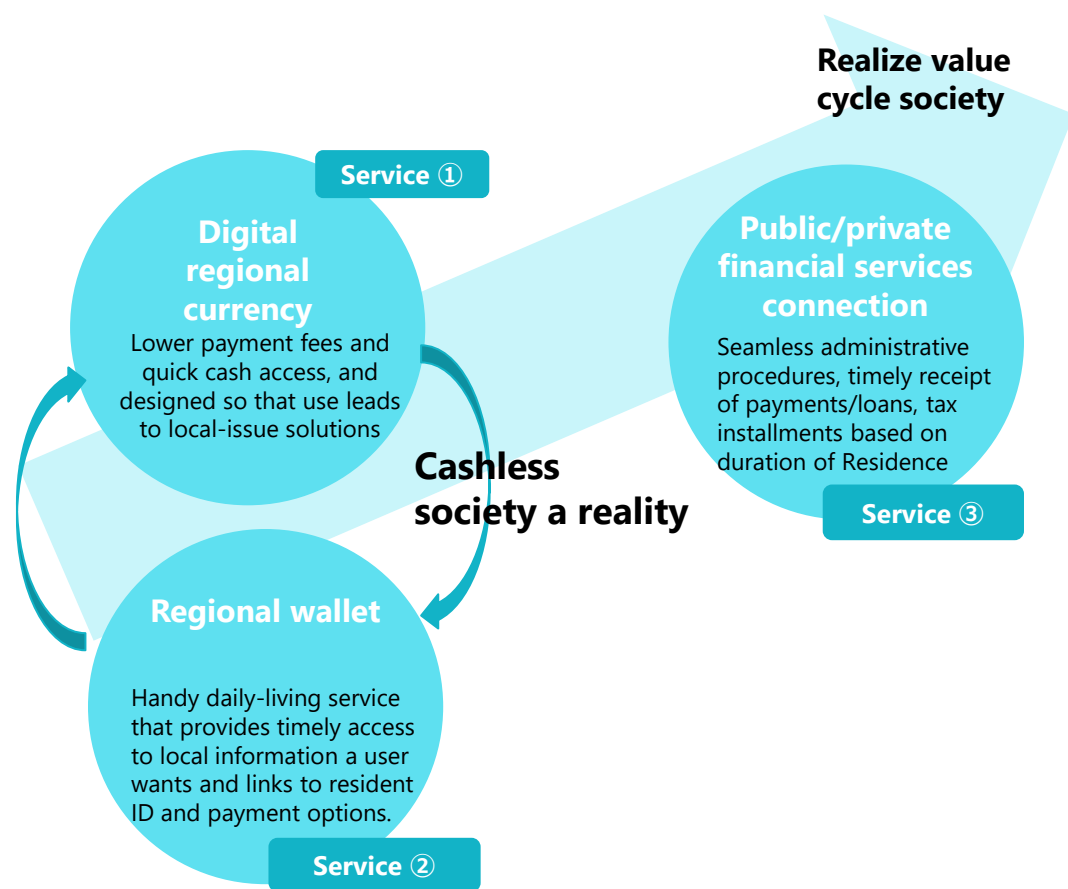 Realize value
cycle society
Service ①
Digital
regional
currency
Lower payment fees and
quick cash access, and
designed so that use leads
to local-issue solutions
Public/private
financial services
connection
Seamless administrative
procedures, timely receipt
of payments/loans, tax
installments based on
duration of Residence
Service ③
Cashless
society a reality
Regional wallet
Handy daily-living service
that provides timely access
to local information a user
wants and links to resident
ID and payment options.
Service ②